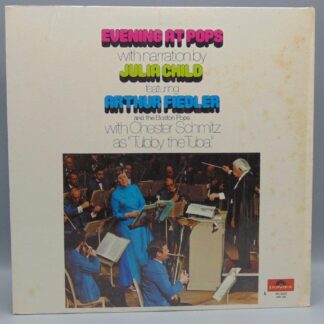 EVENING AT POPS
with narration by
JULIA CHILD
featuring
ARTHUR FIEDLER
and the Boston Pops
with Chester Schmitz
as "Tubby the Tuba"